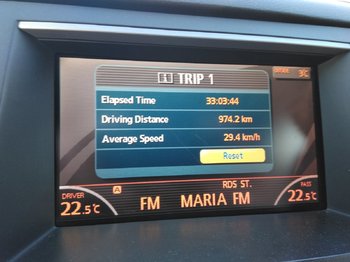 TRIP 1
Elapsed Time 33:03:44
Driving Distance 974.2 km
Average Speed 29.4 km/h
Reset
RDS ST.
DRIVER A PASS
22.5°C FM MARIA FM 22.5°C